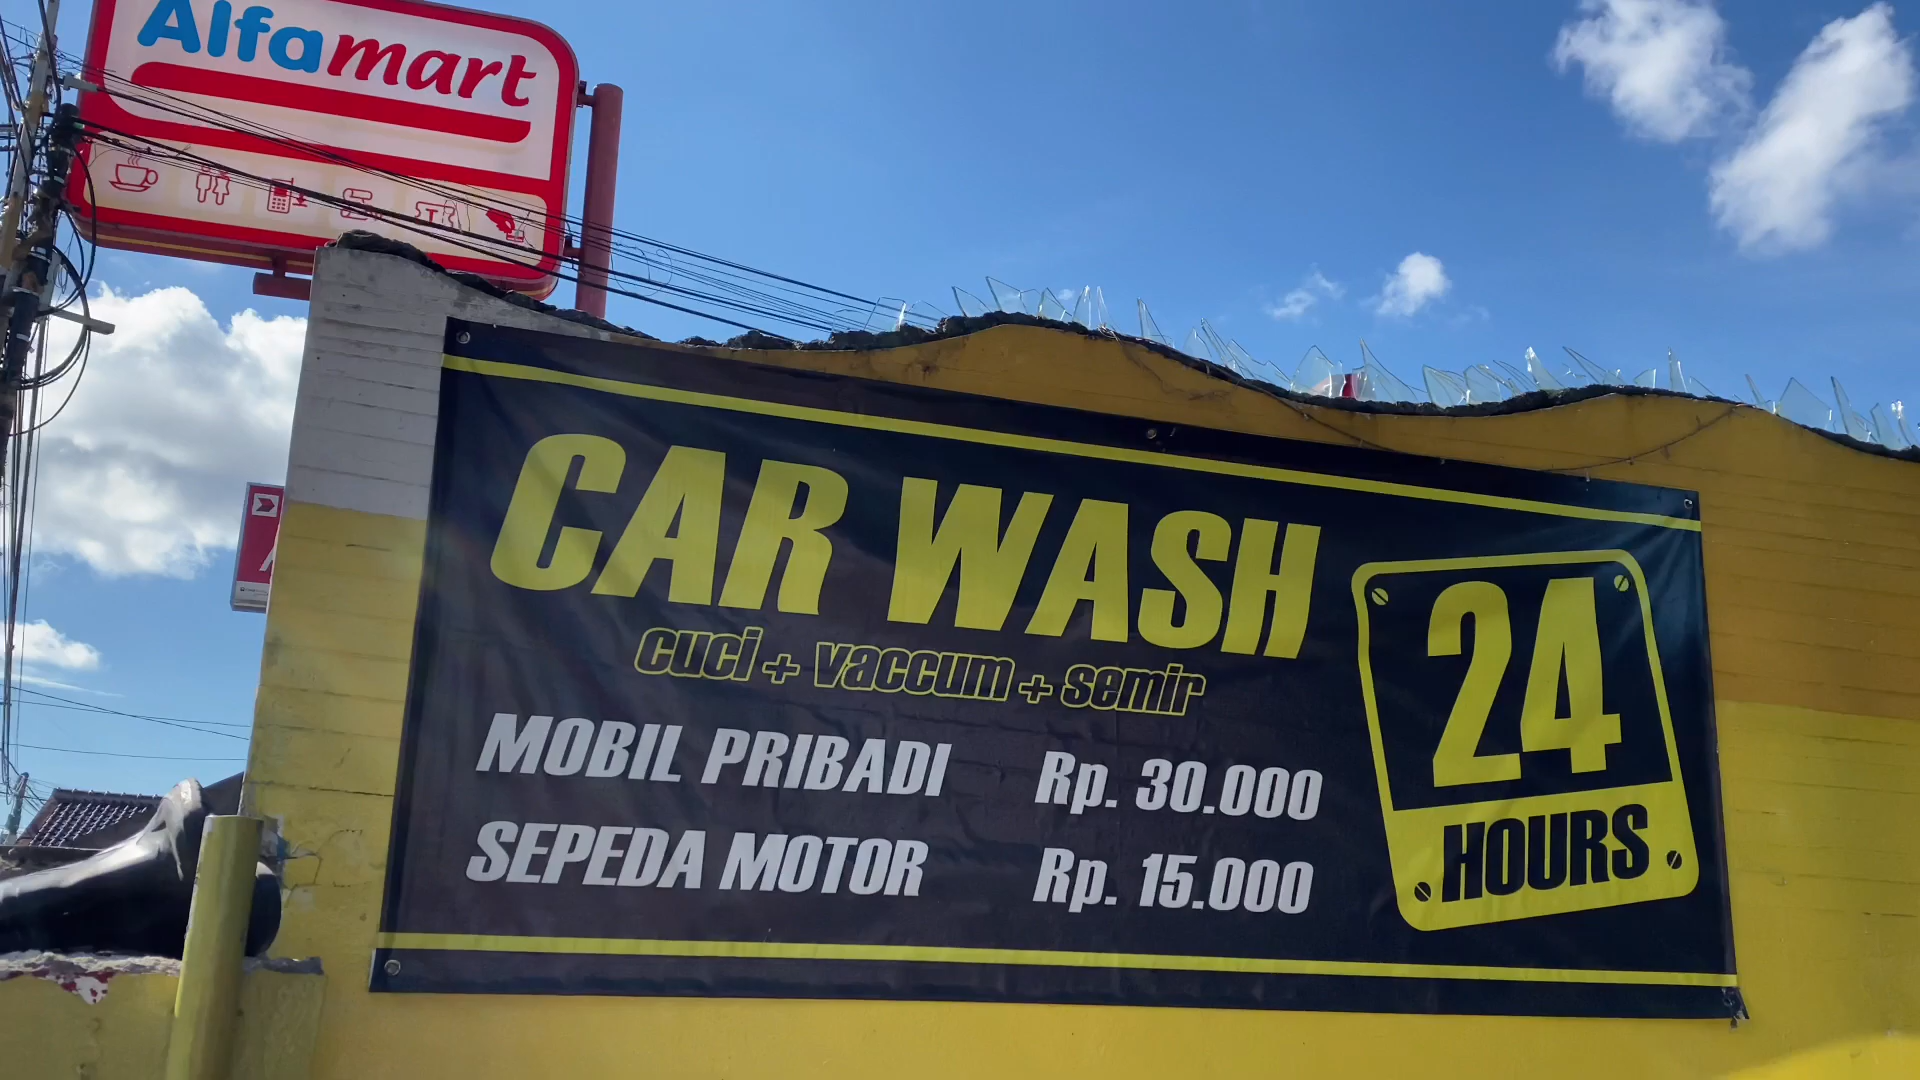 Alfamart
CAR WASH
cuci + vaccum + semir
MOBIL PRIBADI Rp. 30.000
SEPEDA MOTOR Rp. 15.000
24
HOURS